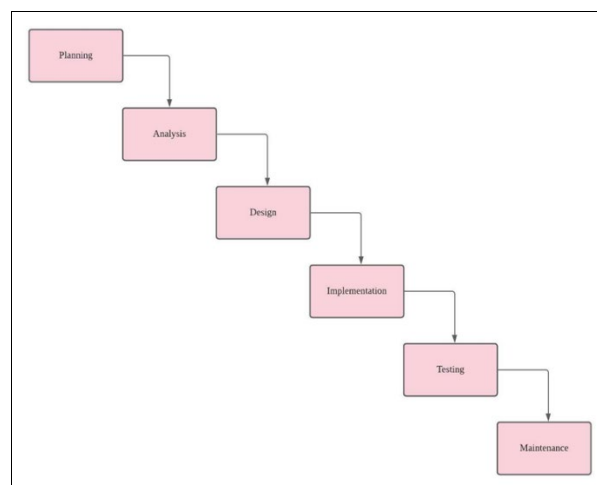 Planning
Analysis
Design
Implementation
Testing
Maintenance